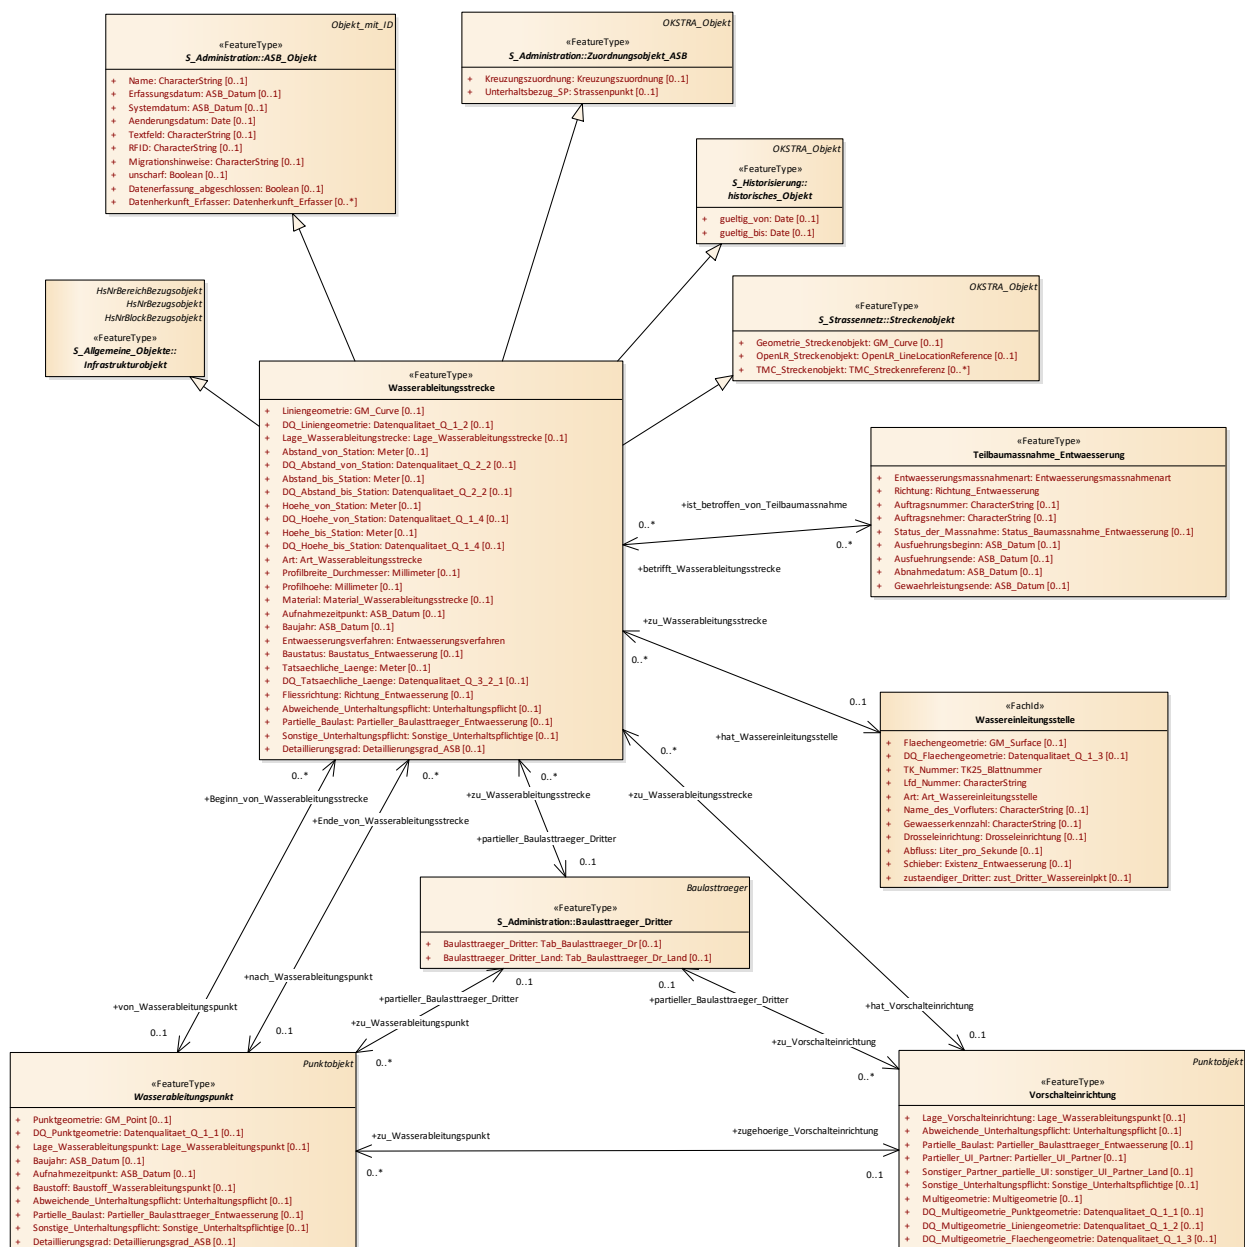 Objekt_mit_ID
«FeatureType»
S_Administration::ASB_Objekt
+ Name: CharacterString [0..1]
+ Erfassungsdatum: ASB_Datum [0..1]
+ Systemdatum: ASB_Datum [0..1]
+ Aenderungsdatum: Date [0..1]
+ Textfeld: CharacterString [0..1]
+ RFID: CharacterString [0..1]
+ Migrationshinweise: CharacterString [0..1]
+ unscharf: Boolean [0..1]
+ Datenerfassung_abgeschlossen: Boolean [0..1]
+ Datenherkunft_Erfasser: Datenherkunft_Erfasser [0..*]
OKSTRA_Objekt
«FeatureType»
S_Administration::Zuordnungsobjekt_ASB
+ Kreuzungszuordnung: Kreuzungszuordnung [0..1]
+ Unterhaltsbezug_SP: Strassenpunkt [0..1]
OKSTRA_Objekt
«FeatureType»
S_Historisierung::
historisches_Objekt
+ gueltig_von: Date [0..1]
+ gueltig_bis: Date [0..1]
HsNrBereichBezugsobjekt
HsNrBezugsobjekt
HsNrBlockBezugsobjekt
«FeatureType»
S_Allgemeine_Objekte::
Infrastrukturobjekt
OKSTRA_Objekt
«FeatureType»
S_Strassennetz::Streckenobjekt
+ Geometrie_Streckenobjekt: GM_Curve [0..1]
+ OpenLR_Streckenobjekt: OpenLR_LineLocationReference [0..1]
+ TMC_Streckenobjekt: TMC_Streckenreferenz [0..*]
«FeatureType»
Wasserableitungsstrecke
+ Liniengeometrie: GM_Curve [0..1]
+ DQ_Liniengeometrie: Datenqualitaet_Q_1_2 [0..1]
+ Lage_Wasserableitungstrecke: Lage_Wasserableitungsstrecke [0..1]
+ Abstand_von_Station: Meter [0..1]
+ DQ_Abstand_von_Station: Datenqualitaet_Q_2_2 [0..1]
+ Abstand_bis_Station: Meter [0..1]
+ DQ_Abstand_bis_Station: Datenqualitaet_Q_2_2 [0..1]
+ Hoehe_von_Station: Meter [0..1]
+ DQ_Hoehe_von_Station: Datenqualitaet_Q_1_4 [0..1]
+ Hoehe_bis_Station: Meter [0..1]
+ DQ_Hoehe_bis_Station: Datenqualitaet_Q_1_4 [0..1]
+ Art: Art_Wasserableitungsstrecke
+ Profilbreite_Durchmesser: Millimeter [0..1]
+ Profilhoehe: Millimeter [0..1]
+ Material: Material_Wasserableitungsstrecke [0..1]
+ Aufnahmezeitpunkt: ASB_Datum [0..1]
+ Baujahr: ASB_Datum [0..1]
+ Entwaesserungsverfahren: Entwaesserungsverfahren
+ Baustatus: Baustatus_Entwaesserung [0..1]
+ Tatsaechliche_Laenge: Meter [0..1]
+ DQ_Tatsaechliche_Laenge: Datenqualitaet_Q_3_2_1 [0..1]
+ Fliessrichtung: Richtung_Entwaesserung [0..1]
+ Abweichende_Unterhaltungspflicht: Unterhaltungspflicht [0..1]
+ Partielle_Baulast: Partieller_Baulasttraeger_Entwaesserung [0..1]
+ Sonstige_Unterhaltungspflicht: Sonstige_Unterhaltspflichtige [0..1]
+ Detaillierungsgrad: Detaillierungsgrad_ASB [0..1]
«FeatureType»
Teilbaumassnahme_Entwaesserung
+ Entwaesserungsmassnahmenart: Entwaesserungsmassnahmenart
+ Richtung: Richtung_Entwaesserung
+ Auftragsnummer: CharacterString [0..1]
+ Auftragsnehmer: CharacterString [0..1]
+ Status_der_Massnahme: Status_Baumassnahme_Entwaesserung [0..1]
+ Ausfuehrungsbeginn: ASB_Datum [0..1]
+ Ausfuehrungsende: ASB_Datum [0..1]
+ Abnahmedatum: ASB_Datum [0..1]
+ Gewaehrleistungsende: ASB_Datum [0..1]
+ist_betroffen_von_Teilbaumassnahme
0..*
0..*
+betrifft_Wasserableitungsstrecke
+zu_Wasserableitungsstrecke
0..*
0..1
+hat_Wassereinleitungsstelle
«FachId»
Wassereinleitungsstelle
+ Flaechengeometrie: GM_Surface [0..1]
+ DQ_Flaechengeometrie: Datenqualitaet_Q_1_3 [0..1]
+ TK_Nummer: TK25_Blattnummer
+ Lfd_Nummer: CharacterString
+ Art: Art_Wassereinleitungsstelle
+ Name_des_Vorfluters: CharacterString [0..1]
+ Gewaesserkennzahl: CharacterString [0..1]
+ Drosseleinrichtung: Drosseleinrichtung [0..1]
+ Abfluss: Liter_pro_Sekunde [0..1]
+ Schieber: Existenz_Entwaesserung [0..1]
+ zustaendiger_Dritter: zust_Dritter_Wassereinlpkt [0..1]
0..*
0..*
0..*
0..*
+Beginn_von_Wasserableitungsstrecke
+zu_Wasserableitungsstrecke
+zu_Wasserableitungsstrecke
+Ende_von_Wasserableitungsstrecke
+partieller_Baulasttraeger_Dritter
0..1
Baulasttraeger
«FeatureType»
S_Administration::Baulasttraeger_Dritter
+ Baulasttraeger_Dritter: Tab_Baulasttraeger_Dr [0..1]
+ Baulasttraeger_Dritter_Land: Tab_Baulasttraeger_Dr_Land [0..1]
+nach_Wasserableitungspunkt
0..1
0..1
+partieller_Baulasttraeger_Dritter
+partieller_Baulasttraeger_Dritter
+von_Wasserableitungspunkt
+hat_Vorschalteinrichtung
+zu_Wasserableitungspunkt
0..1
0..1
0..1
+zu_Vorschalteinrichtung
0..*
0..*
Punktobjekt
«FeatureType»
Wasserableitungspunkt
+ Punktgeometrie: GM_Point [0..1]
+ DQ_Punktgeometrie: Datenqualitaet_Q_1_1 [0..1]
+ Lage_Wasserableitungspunkt: Lage_Wasserableitungspunkt [0..1]
+ Baujahr: ASB_Datum [0..1]
+ Aufnahmezeitpunkt: ASB_Datum [0..1]
+ Baustoff: Baustoff_Wasserableitungspunkt [0..1]
+ Abweichende_Unterhaltungspflicht: Unterhaltungspflicht [0..1]
+ Partielle_Baulast: Partieller_Baulasttraeger_Entwaesserung [0..1]
+ Sonstige_Unterhaltungspflicht: Sonstige_Unterhaltspflichtige [0..1]
+ Detaillierungsgrad: Detaillierungsgrad_ASB [0..1]
+zu_Wasserableitungspunkt
0..*
+zugehoerige_Vorschalteinrichtung
0..1
Punktobjekt
«FeatureType»
Vorschalteinrichtung
+ Lage_Vorschalteinrichtung: Lage_Wasserableitungspunkt [0..1]
+ Abweichende_Unterhaltungspflicht: Unterhaltungspflicht [0..1]
+ Partielle_Baulast: Partieller_Baulasttraeger_Entwaesserung [0..1]
+ Partieller_UI_Partner: Partieller_UI_Partner [0..1]
+ Sonstiger_Partner_partielle_UI: sonstiger_UI_Partner_Land [0..1]
+ Sonstige_Unterhaltungspflicht: Sonstige_Unterhaltspflichtige [0..1]
+ Multigeometrie: Multigeometrie [0..1]
+ DQ_Multigeometrie_Punktgeometrie: Datenqualitaet_Q_1_1 [0..1]
+ DQ_Multigeometrie_Liniengeometrie: Datenqualitaet_Q_1_2 [0..1]
+ DQ_Multigeometrie_Flaechengeometrie: Datenqualitaet_Q_1_3 [0..1]